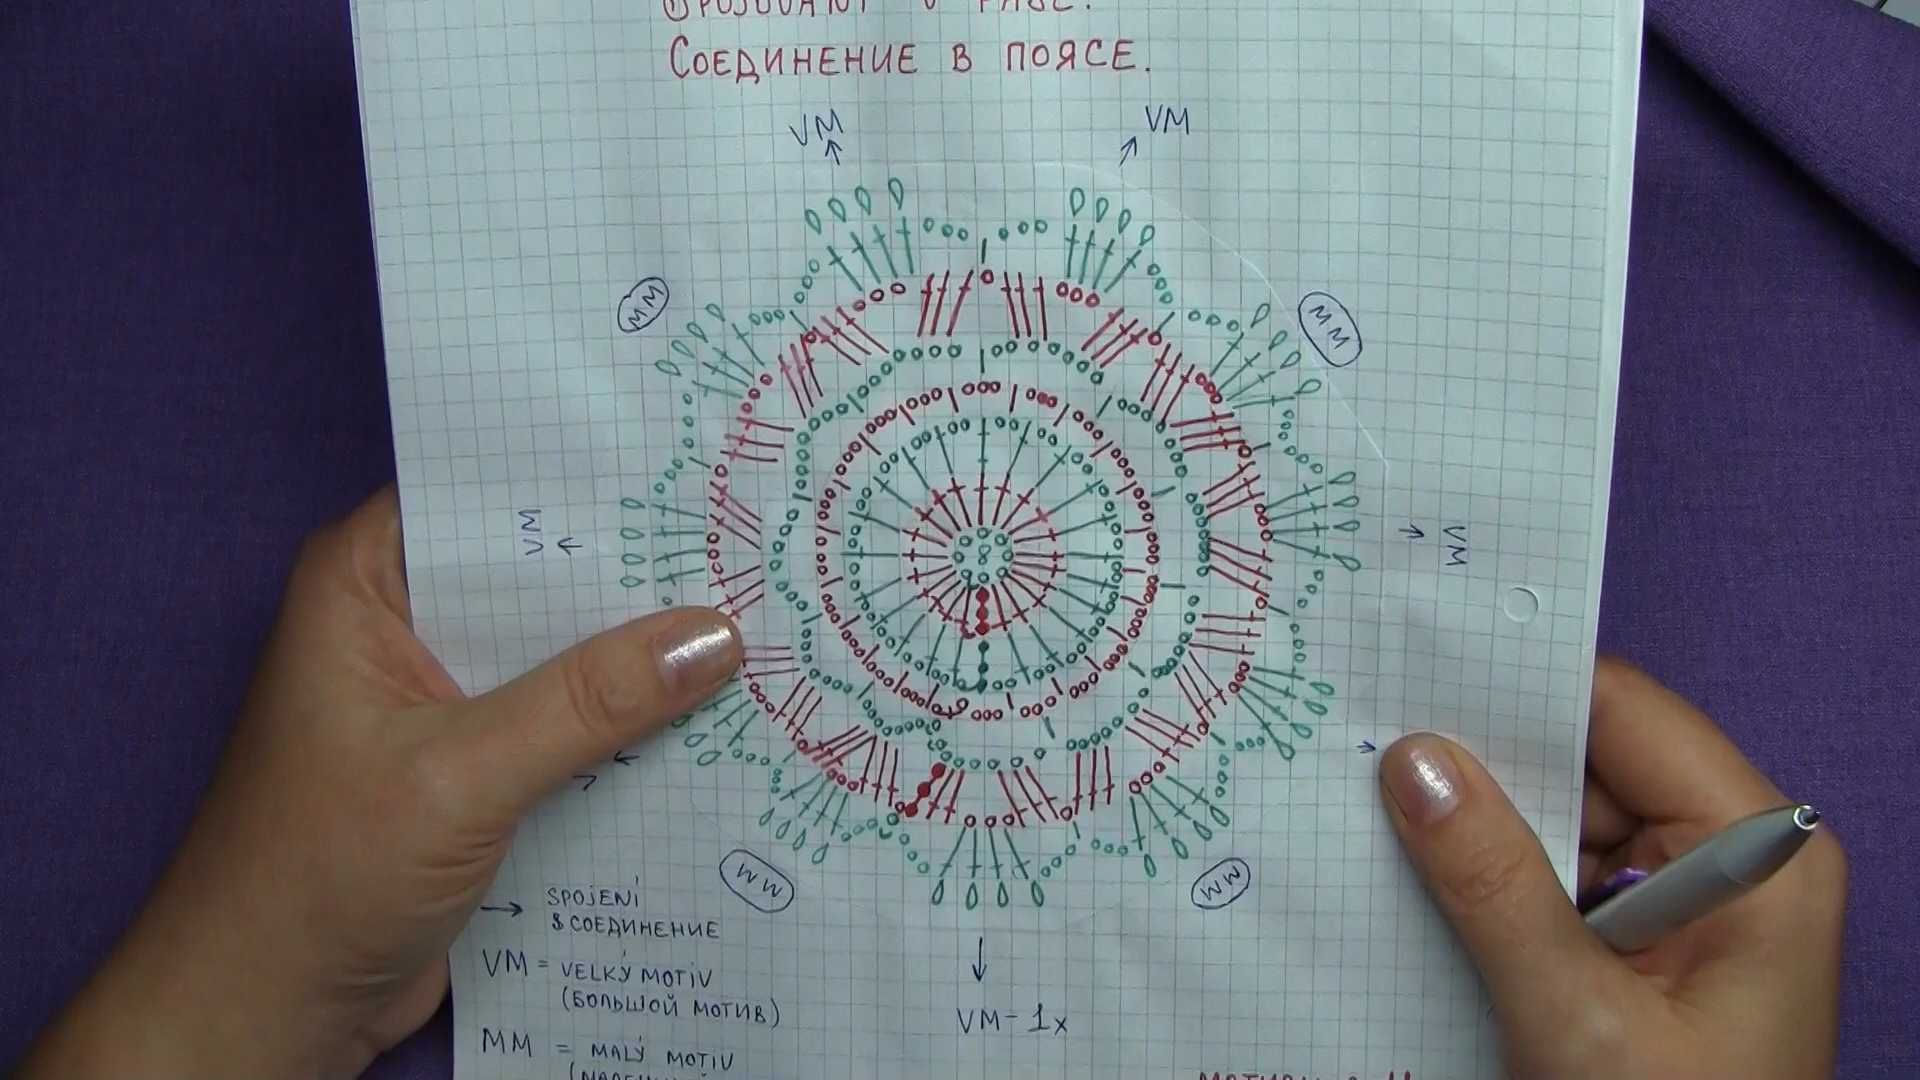 СОЕДИНЕНИЕ В ПОЯСЕ.
VM
VM
MM
MM
VM
VM
8
MM
MM
VM - 1x
→ SPOJENÍ
СОЕДИНЕНИЕ
VM = VELKÝ MOTIV
(БОЛЬШОЙ МОТИВ)
MM = MALÝ MOTIV